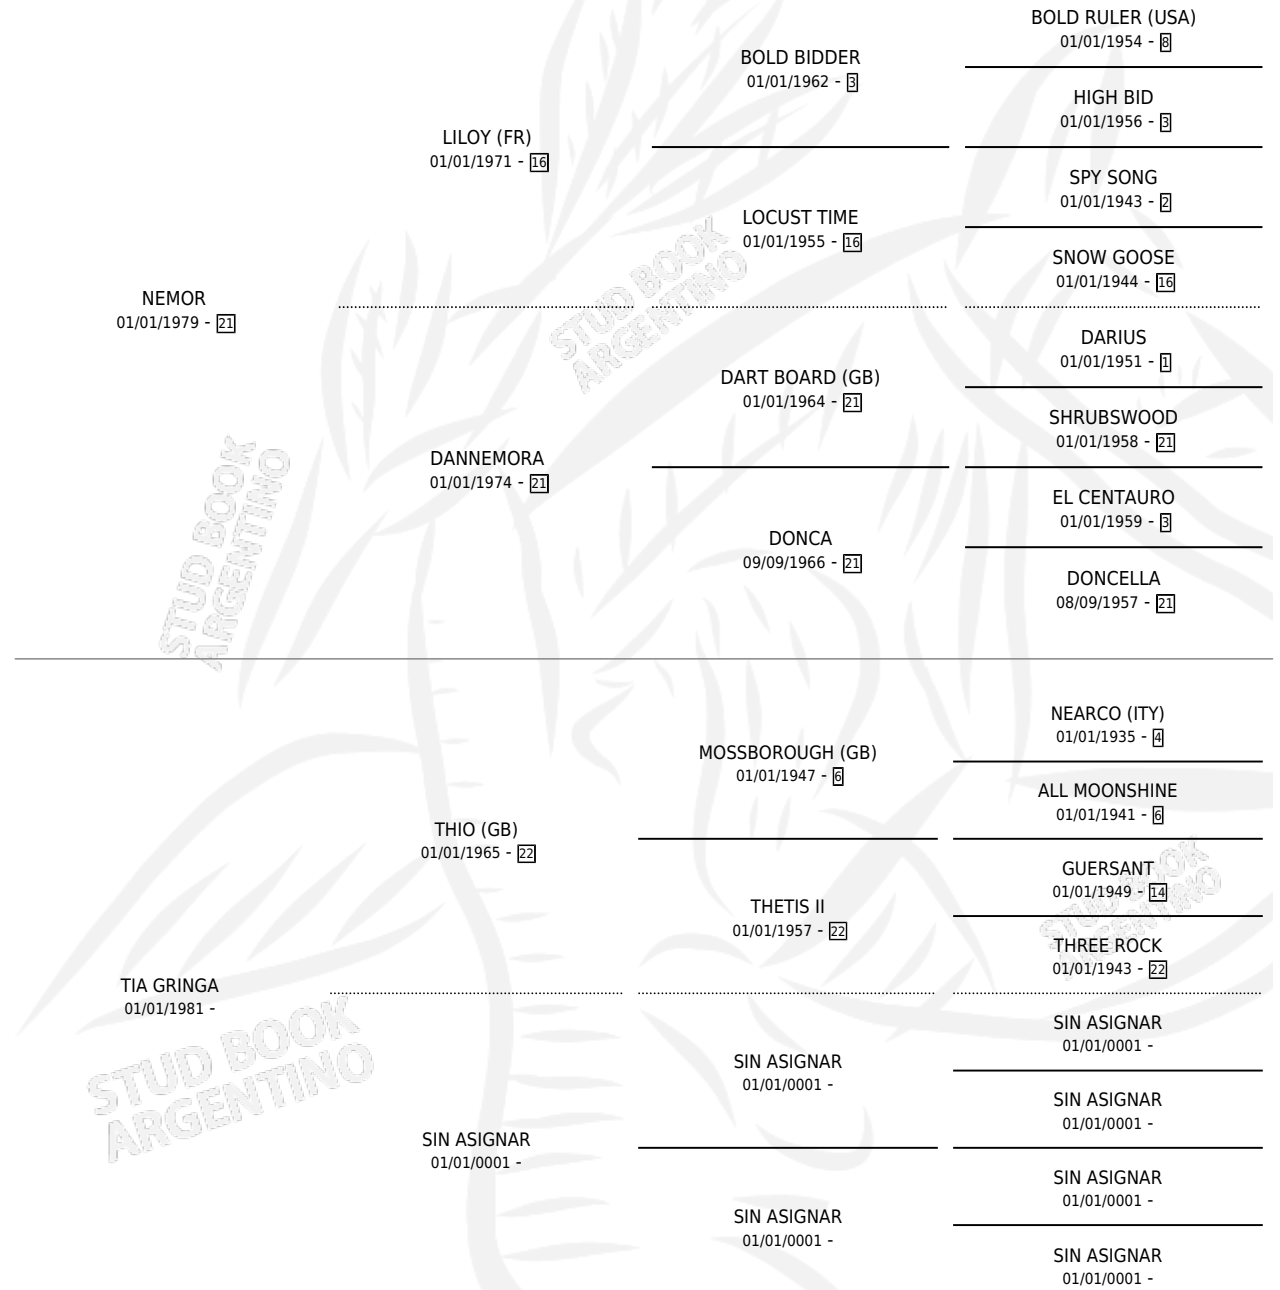 BOLD RULER (USA)
01/01/1954 - 8
BOLD BIDDER
01/01/1962 - 3
HIGH BID
01/01/1956 - 3
LILOY (FR)
01/01/1971 - 16
SPY SONG
01/01/1943 - 2
LOCUST TIME
01/01/1955 - 16
SNOW GOOSE
01/01/1944 - 16
NEMOR
01/01/1979 - 21
STUD BOOK
ARGENTINO
DARIUS
01/01/1951 - 1
DART BOARD (GB)
01/01/1964 - 21
SHRUBSWOOD
01/01/1958 - 21
DANNEMORA
01/01/1974 - 21
EL CENTAURO
01/01/1959 - 3
DONCA
09/09/1966 - 21
DONCELLA
08/09/1957 - 21
STUD BOOK
ARGENTINO
NEARCO (ITY)
01/01/1935 - 4
MOSSBOROUGH (GB)
01/01/1947 - 6
ALL MOONSHINE
01/01/1941 - 6
THIO (GB)
01/01/1965 - 22
GUERSANT
01/01/1949 - 14
THETIS II
01/01/1957 - 22
THREE ROCK
01/01/1943 - 22
STUD BOOK
ARGENTINO
TIA GRINGA
01/01/1981 -
SIN ASIGNAR
01/01/0001 -
SIN ASIGNAR
01/01/0001 -
SIN ASIGNAR
01/01/0001 -
SIN ASIGNAR
01/01/0001 -
SIN ASIGNAR
01/01/0001 -
SIN ASIGNAR
01/01/0001 -
SIN ASIGNAR
01/01/0001 -
STUD BOOK
ARGENTINO